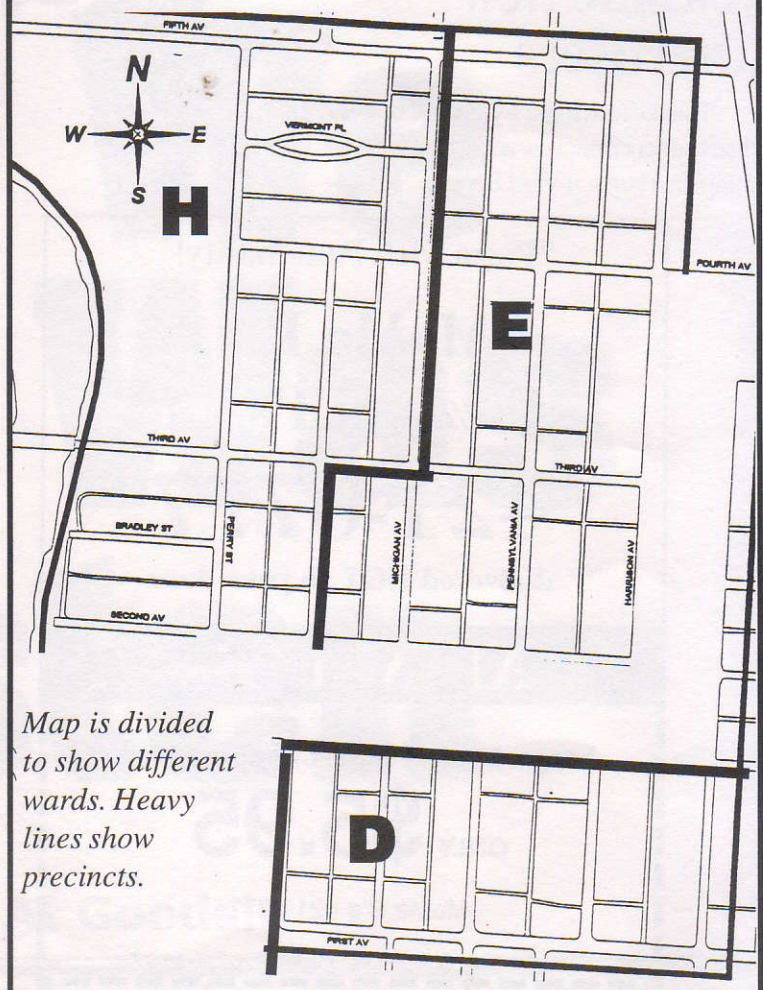 FIFTH AV
N
W E
S
VERMONT PL
H
FOURTH AV
E
THIRD AV
THIRD AV
BRADLEY ST
PERRY ST
MICHIGAN AV
PENNSYLVANIA AV
HARRISON AV
SECOND AV
Map is divided
to show different
wards. Heavy
lines show
precincts.
D
FIRST AV